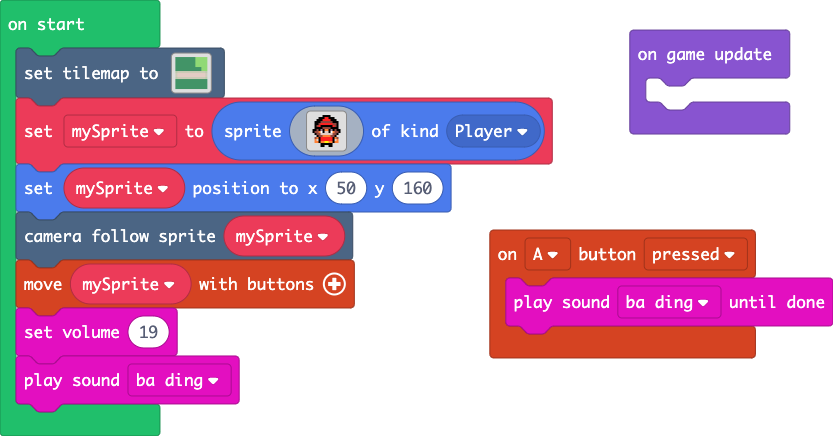 on start
set tilemap to
set mySprite to sprite of kind Player
set mySprite position to x 50 y 160
camera follow sprite mySprite
move mySprite with buttons
set volume 19
play sound ba ding
on game update
on A button pressed
play sound ba ding until done